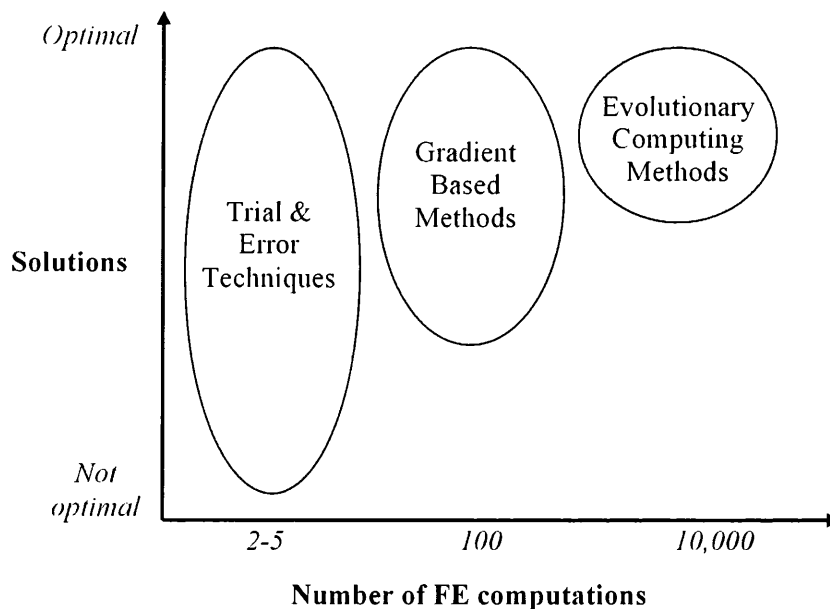 Optimal
Evolutionary
Computing
Methods
Gradient
Based
Methods
Trial &
Error
Techniques
Solutions
Not
optimal
2-5
100
10,000
Number of FE computations